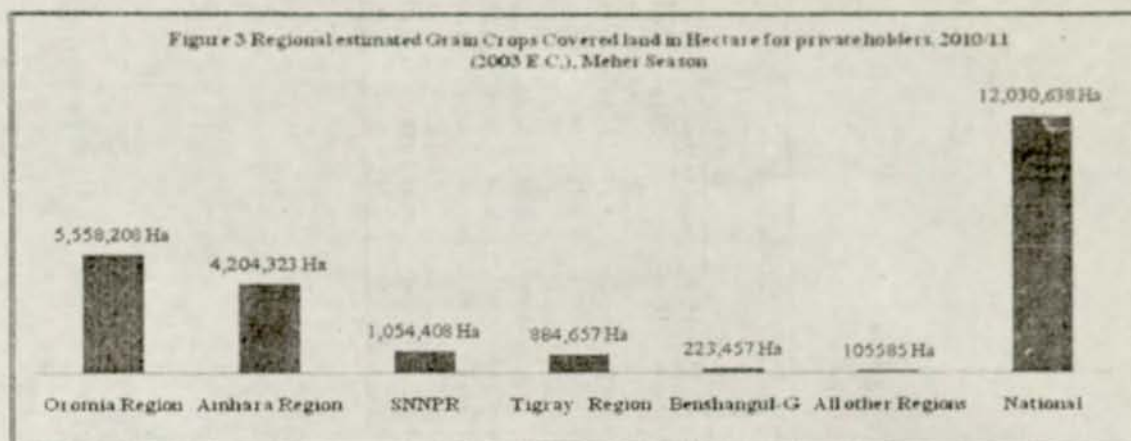 Figure 3 Regional estimated Grain Crops Covered land in Hectare for private holders, 2010/11
(2003 E.C.), Meher Season
12,030,638 Ha
5,558,208 Ha
4,204,323 Ha
1,054,408 Ha
884,657 Ha
223,457 Ha
105585 Ha
Oromia Region Amhara Region SNNPR Tigray Region Benshangul-G All other Regions National